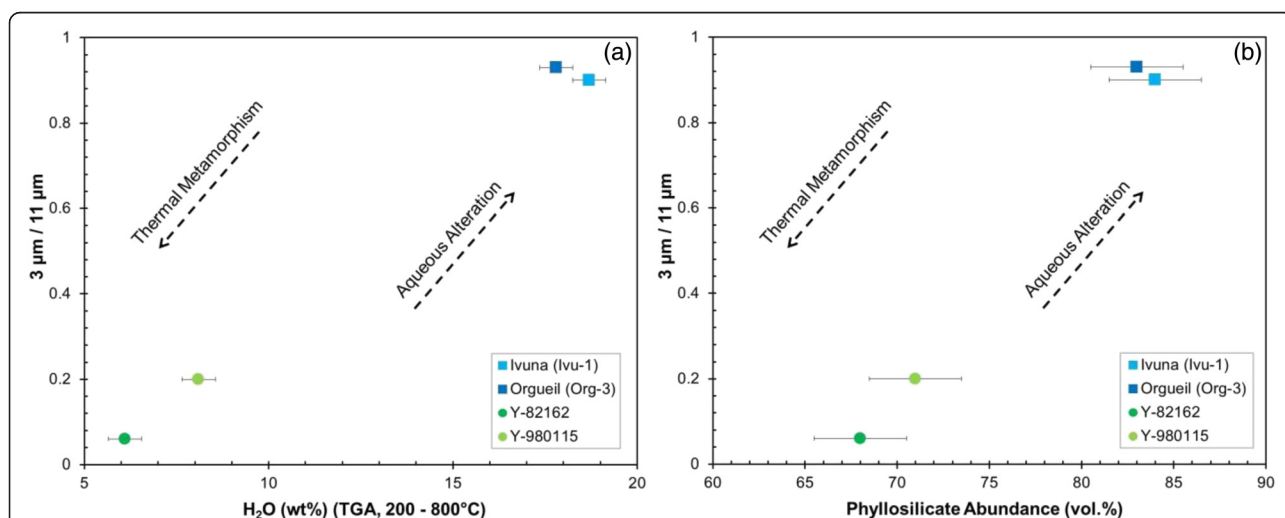 (a)
1
0.8
0.6
0.4
0.2
0
3 µm / 11 µm
Thermal Metamorphism
Aqueous Alteration
Ivuna (Ivu-1)
Orgueil (Org-3)
Y-82162
Y-980115
5 10 15 20
H₂O (wt%) (TGA, 200 - 800°C)
(b)
1
0.8
0.6
0.4
0.2
0
3 µm / 11 µm
Thermal Metamorphism
Aqueous Alteration
Ivuna (Ivu-1)
Orgueil (Org-3)
Y-82162
Y-980115
60 65 70 75 80 85 90
Phyllosilicate Abundance (vol.%)